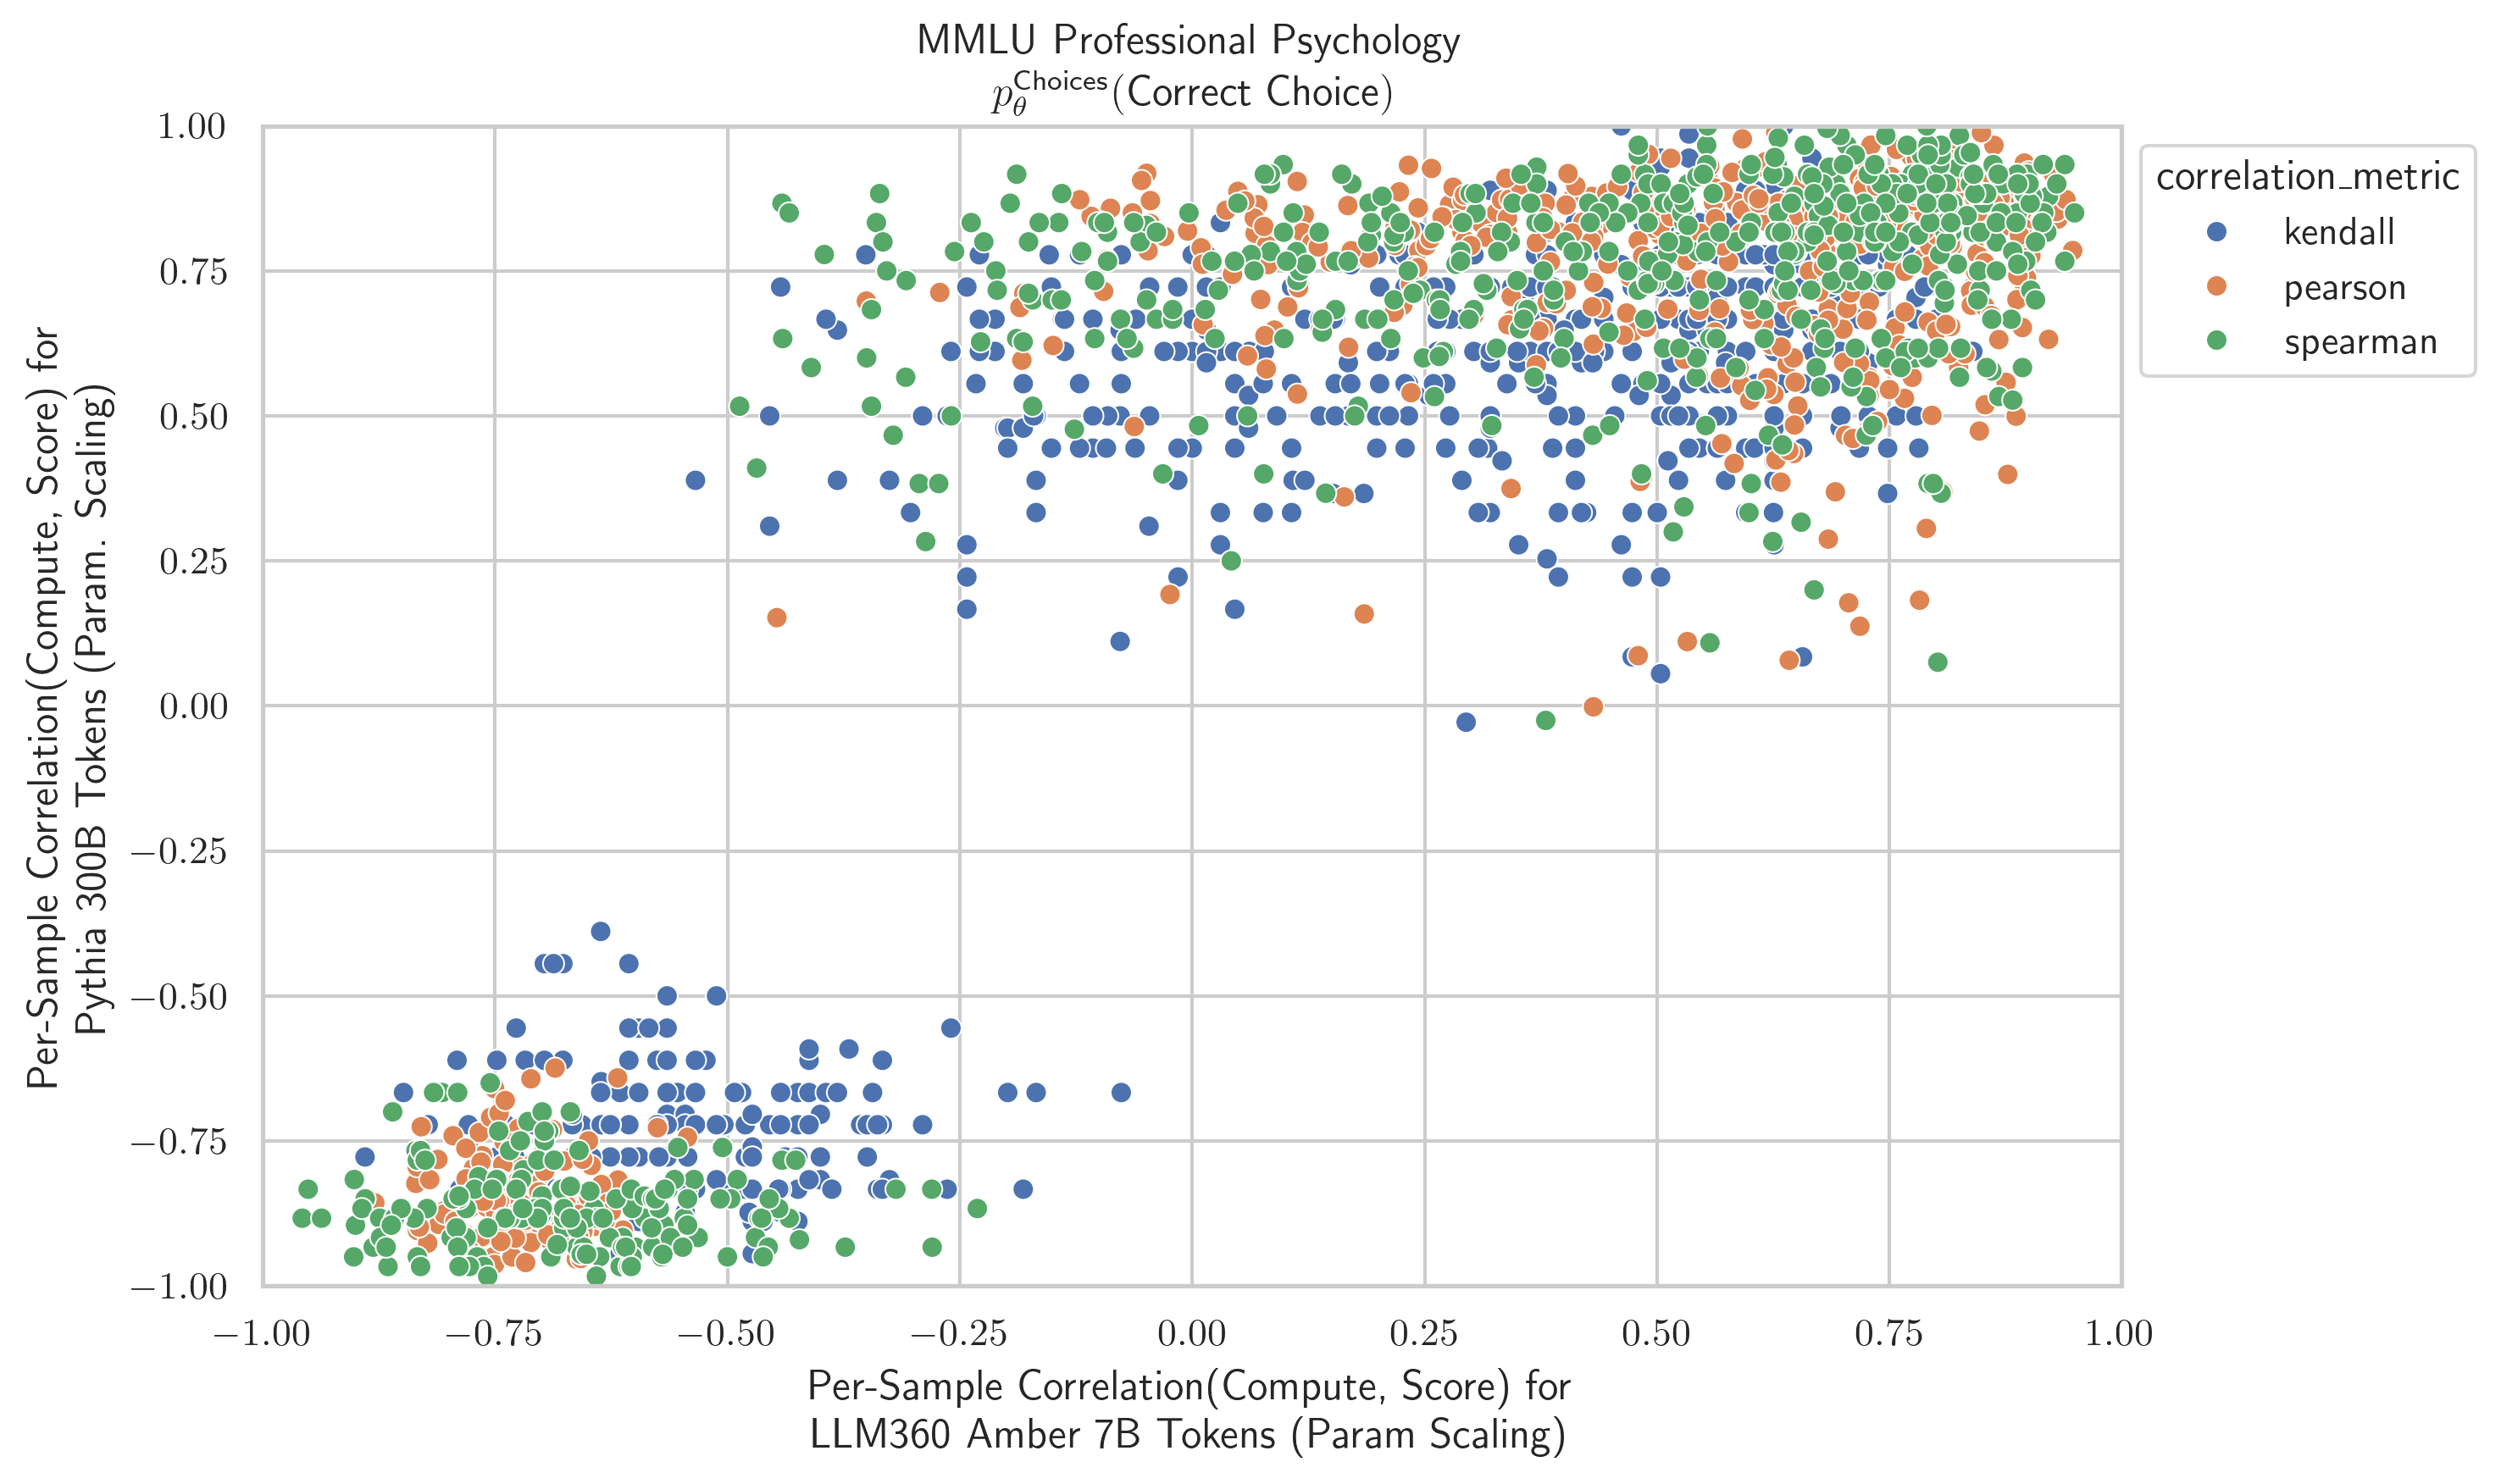 MMLU Professional Psychology
p_θ^Choices(Correct Choice)
Per-Sample Correlation(Compute, Score) for
Pythia 300B Tokens (Param. Scaling)
1.00
0.75
0.50
0.25
0.00
−0.25
−0.50
−0.75
−1.00
−1.00 −0.75 −0.50 −0.25 0.00 0.25 0.50 0.75 1.00
Per-Sample Correlation(Compute, Score) for
LLM360 Amber 7B Tokens (Param Scaling)
correlation_metric
kendall
pearson
spearman